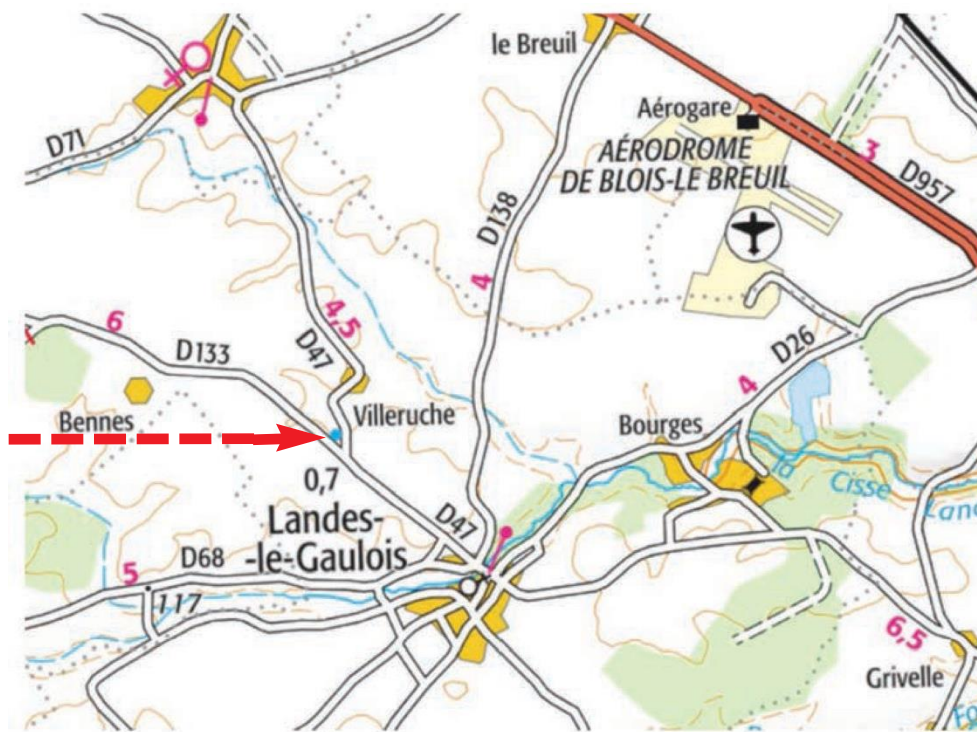 le Breuil
Aérogare
AÉRODROME
DE BLOIS-LE BREUIL
3
D957
D71
D138
4
4,5
D47
6
D133
D26
4
Bennes
Villeruche
Bourges
0,7
la
Cisse
Landes-
-le-Gaulois
D47
D68
5
117
6,5
Grivelle